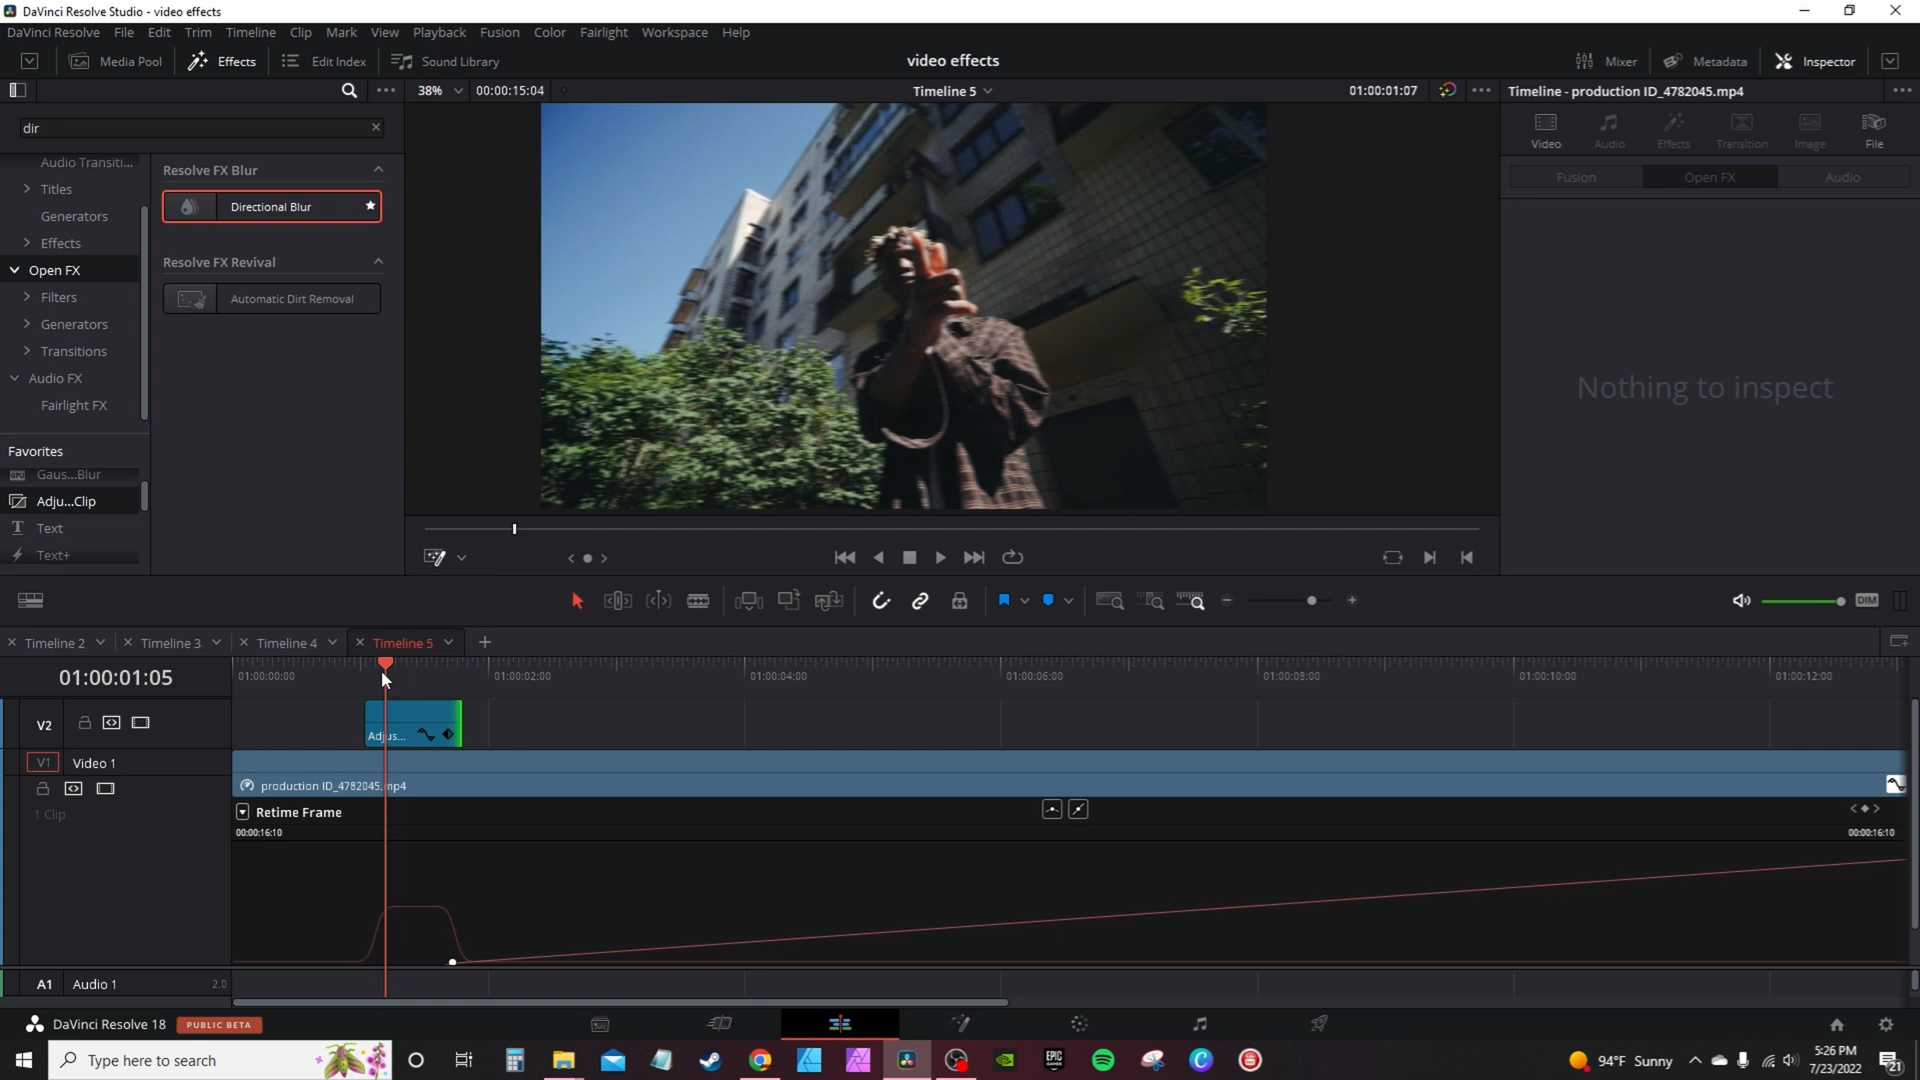 DaVinci Resolve Studio - video effects
DaVinci Resolve File Edit Trim Timeline Clip Mark View Playback Fusion Color Fairlight Workspace Help
Media Pool Effects Edit Index Sound Library video effects Mixer Metadata Inspector
38% 00:00:15:04 Timeline 5 01:00:01:07 Timeline - production ID_4782045.mp4
dir
Video Audio Effects Transition Image File
Fusion Open FX Audio
Audio Transiti...
Titles
Generators
Effects
Open FX
Filters
Generators
Transitions
Audio FX
Fairlight FX
Resolve FX Blur
Directional Blur
Resolve FX Revival
Automatic Dirt Removal
Nothing to inspect
Favorites
Gaus...Blur
Adju...Clip
Text
Text+
DIM
Timeline 2 Timeline 3 Timeline 4 Timeline 5
01:00:01:05 01:00:00:00 01:00:02:00 01:00:04:00 01:00:06:00 01:00:08:00 01:00:10:00 01:00:12:00
V2 Adjus...
V1 Video 1
production ID_4782045.mp4
1 Clip
Retime Frame
00:00:16:10 00:00:16:10
A1 Audio 1 2.0
DaVinci Resolve 18 PUBLIC BETA
Type here to search
EPIC GAMES
94°F Sunny
5:26 PM
7/23/2022
21